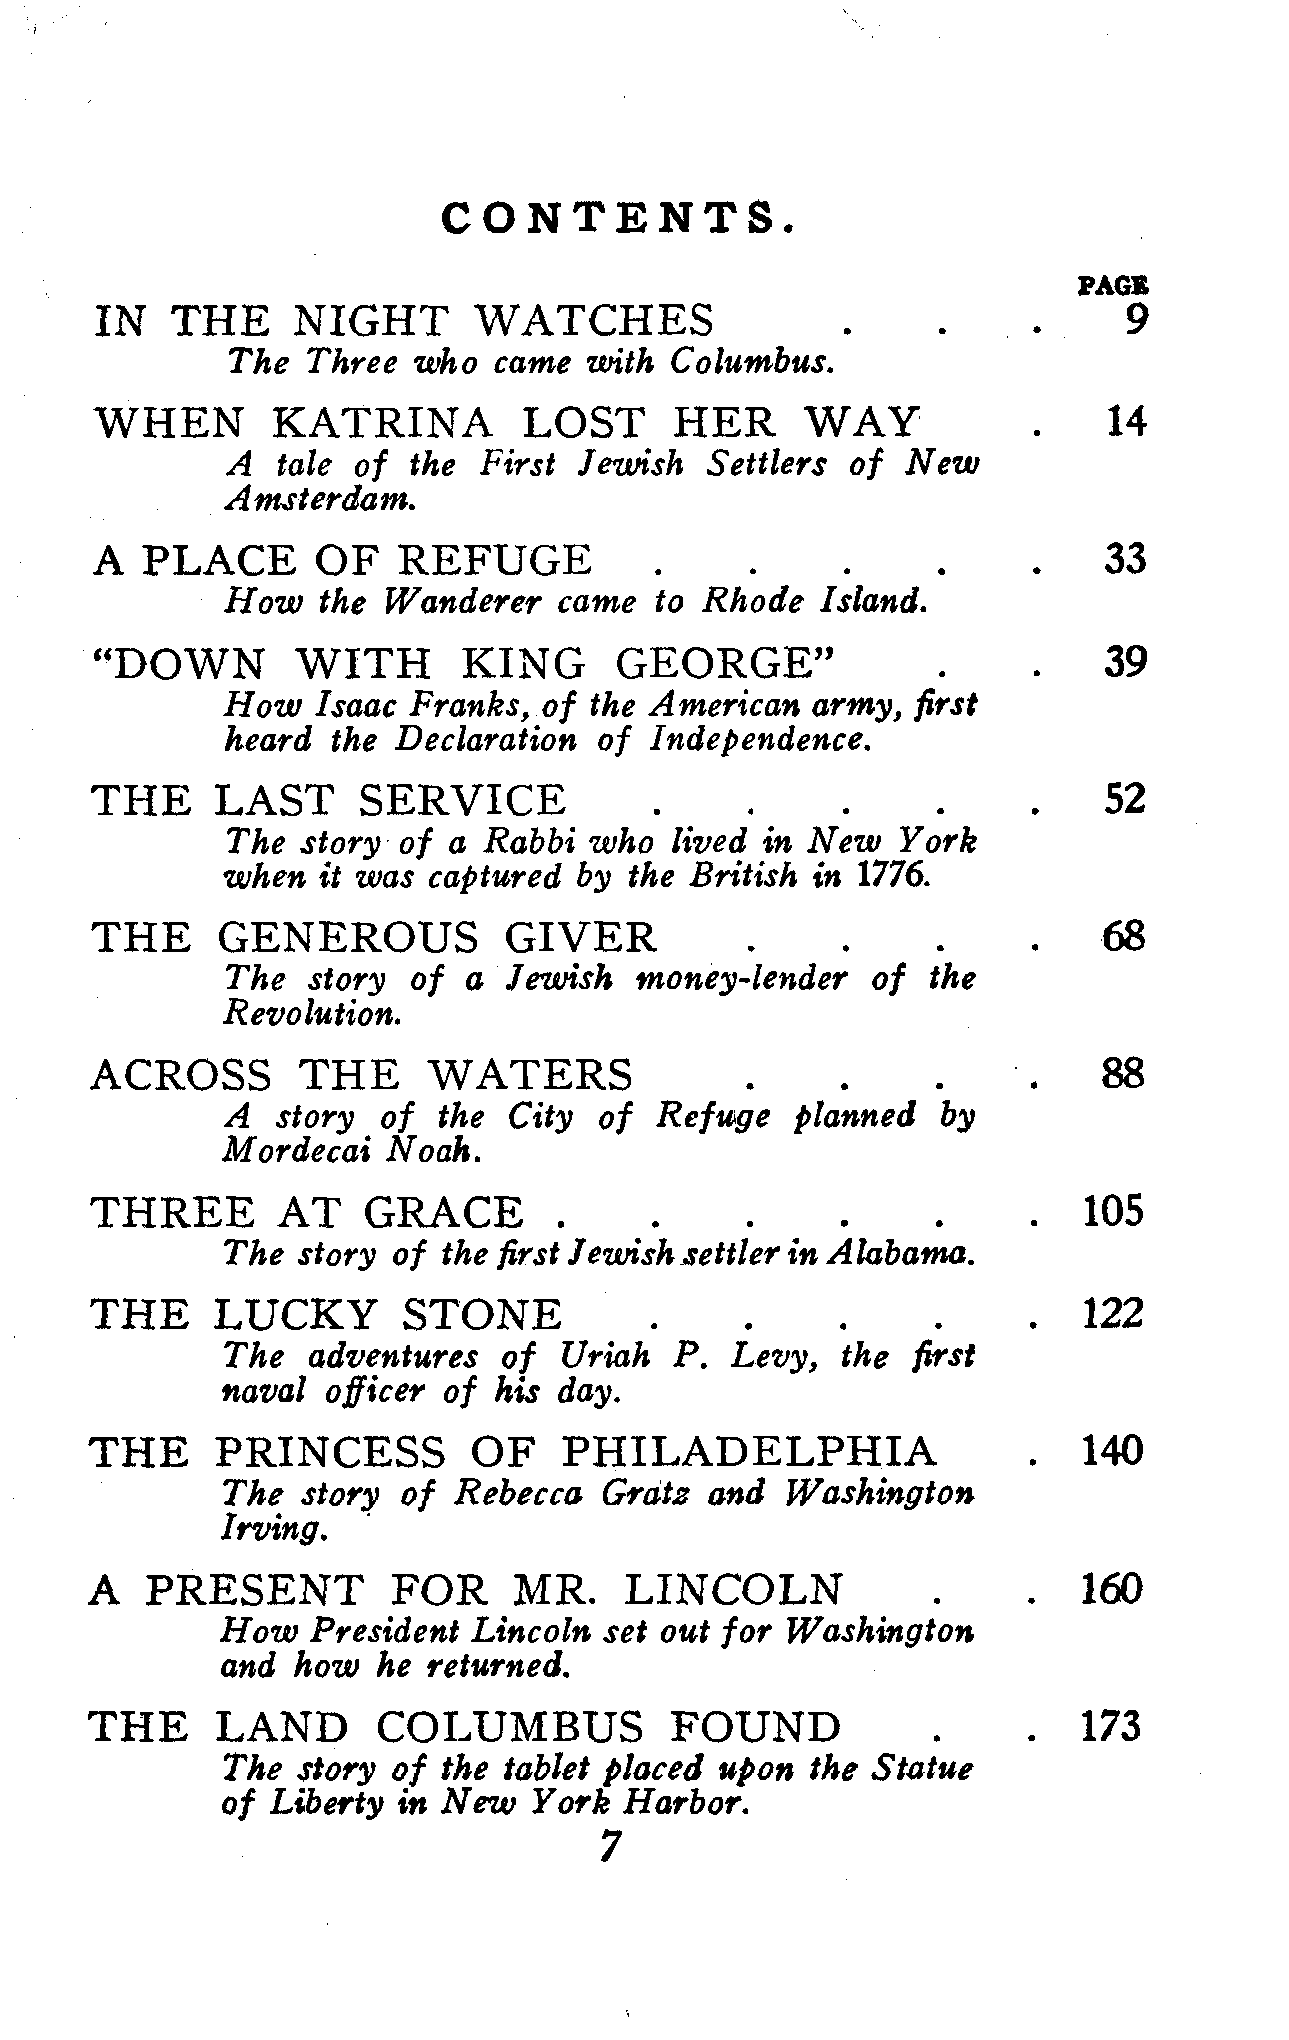 CONTENTS.
PAGE
IN THE NIGHT WATCHES . . . 9
The Three who came with Columbus.
WHEN KATRINA LOST HER WAY . 14
A tale of the First Jewish Settlers of New
Amsterdam.
A PLACE OF REFUGE . . . . . 33
How the Wanderer came to Rhode Island.
“DOWN WITH KING GEORGE” . . 39
How Isaac Franks, of the American army, first
heard the Declaration of Independence.
THE LAST SERVICE . . . . . 52
The story of a Rabbi who lived in New York
when it was captured by the British in 1776.
THE GENEROUS GIVER . . . . 68
The story of a Jewish money-lender of the
Revolution.
ACROSS THE WATERS . . . . 88
A story of the City of Refuge planned by
Mordecai Noah.
THREE AT GRACE . . . . . . 105
The story of the first Jewish settler in Alabama.
THE LUCKY STONE . . . . . 122
The adventures of Uriah P. Levy, the first
naval officer of his day.
THE PRINCESS OF PHILADELPHIA . 140
The story of Rebecca Gratz and Washington
Irving.
A PRESENT FOR MR. LINCOLN . . 160
How President Lincoln set out for Washington
and how he returned.
THE LAND COLUMBUS FOUND . . 173
The story of the tablet placed upon the Statue
of Liberty in New York Harbor.
7